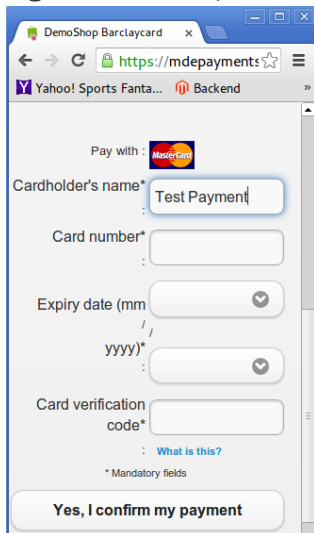 DemoShop Barclaycard
https://mdepayments
Yahoo! Sports Fanta... Backend »
Pay with : MasterCard
Cardholder's name*
:
Test Payment
Card number*
:
Expiry date (mm
/
/
yyyy)*
:
Card verification
code*
: What is this?
* Mandatory fields
Yes, I confirm my payment